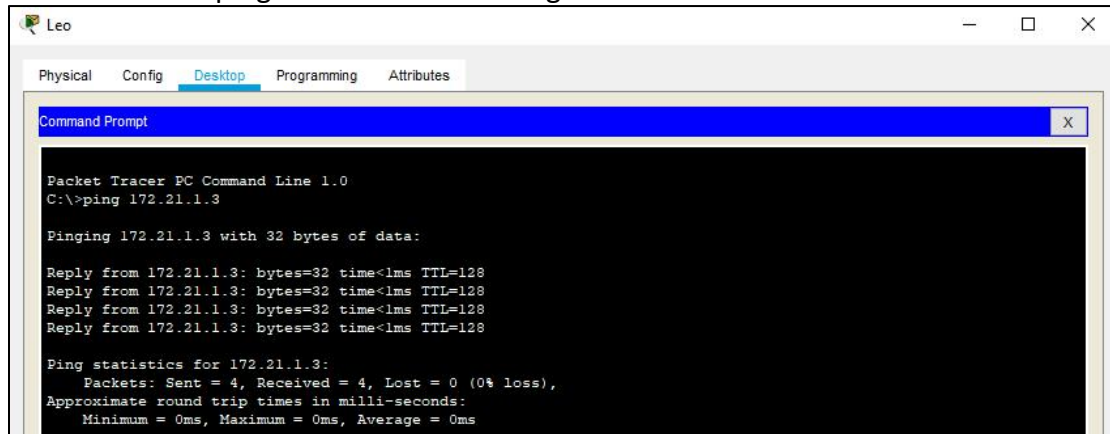 Leo
Physical Config Desktop Programming Attributes
Command Prompt X
Packet Tracer PC Command Line 1.0
C:\>ping 172.21.1.3
Pinging 172.21.1.3 with 32 bytes of data:
Reply from 172.21.1.3: bytes=32 time<1ms TTL=128
Reply from 172.21.1.3: bytes=32 time<1ms TTL=128
Reply from 172.21.1.3: bytes=32 time<1ms TTL=128
Reply from 172.21.1.3: bytes=32 time<1ms TTL=128
Ping statistics for 172.21.1.3:
Packets: Sent = 4, Received = 4, Lost = 0 (0% loss),
Approximate round trip times in milli-seconds:
Minimum = 0ms, Maximum = 0ms, Average = 0ms